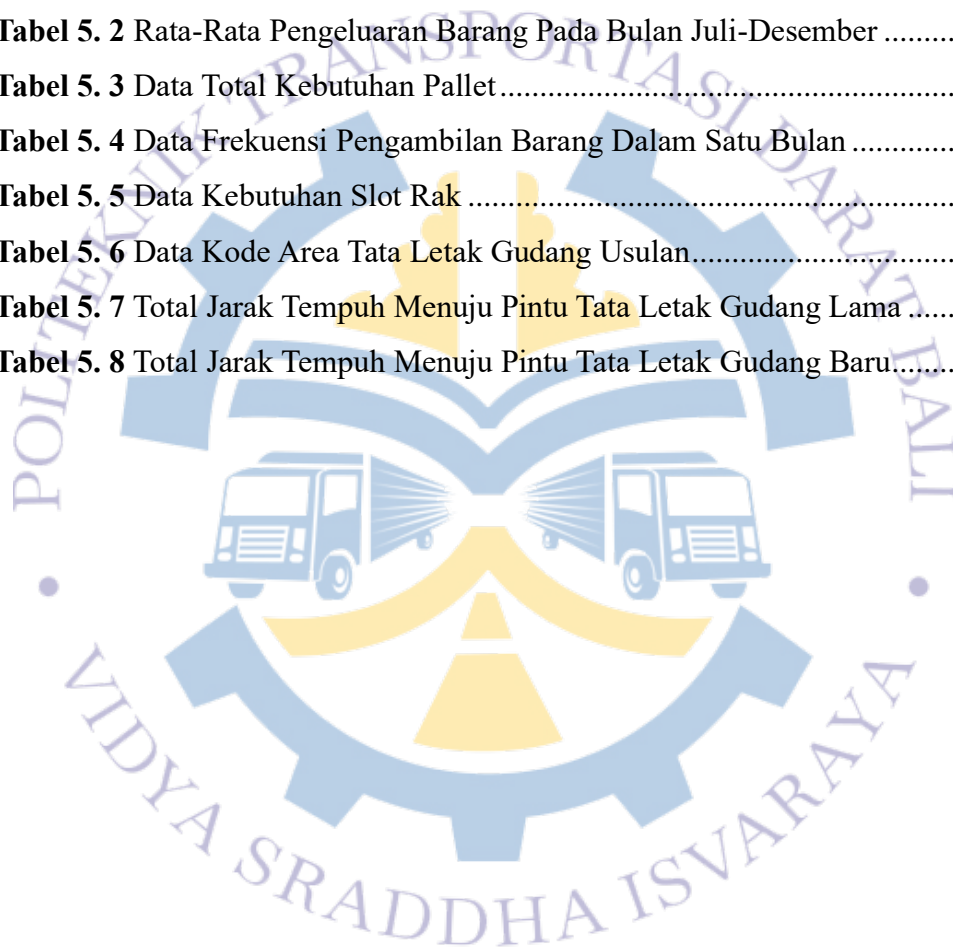 Tabel 5. 2 Rata-Rata Pengeluaran Barang Pada Bulan Juli-Desember .........
Tabel 5. 3 Data Total Kebutuhan Pallet .........
Tabel 5. 4 Data Frekuensi Pengambilan Barang Dalam Satu Bulan .........
Tabel 5. 5 Data Kebutuhan Slot Rak .........
Tabel 5. 6 Data Kode Area Tata Letak Gudang Usulan.........
Tabel 5. 7 Total Jarak Tempuh Menuju Pintu Tata Letak Gudang Lama ......
Tabel 5. 8 Total Jarak Tempuh Menuju Pintu Tata Letak Gudang Baru........
POLITEKNIK TRANSPORTASI DARAT BALI
VIDYA SRADDHA ISVARAYA